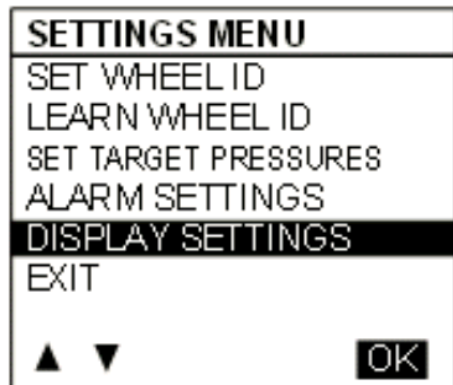 SETTINGS MENU
SET WHEEL ID
LEARN WHEEL ID
SET TARGET PRESSURES
ALARM SETTINGS
DISPLAY SETTINGS
EXIT
▲ ▼ OK